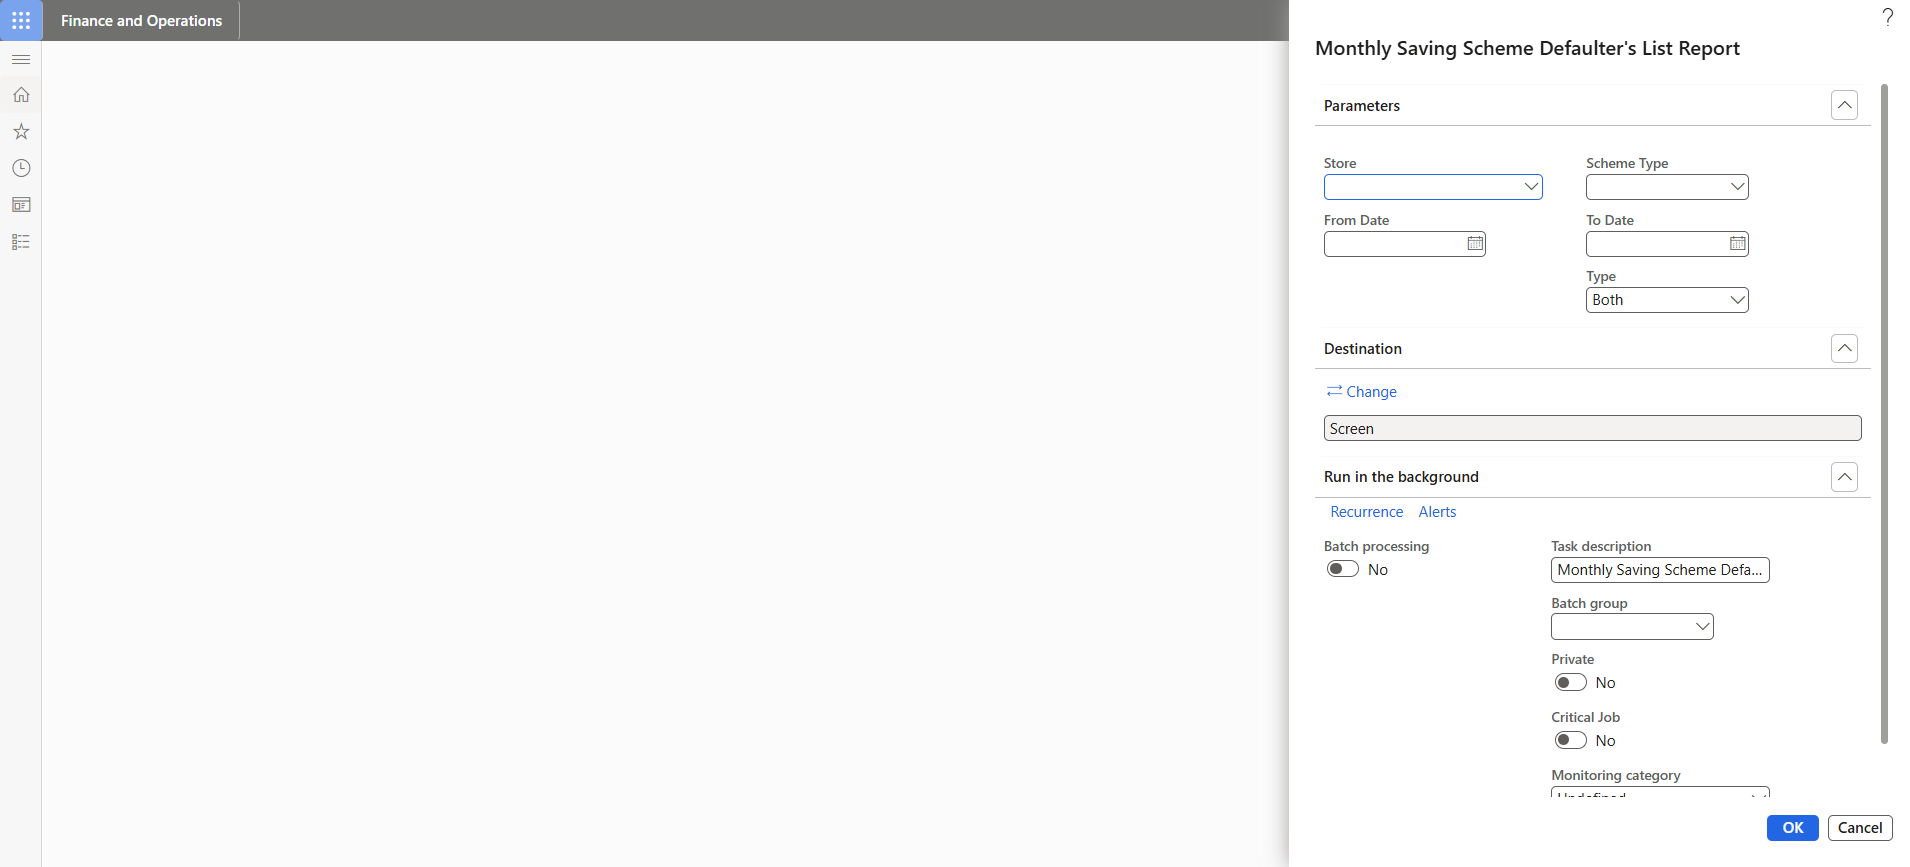 Finance and Operations
?
Monthly Saving Scheme Defaulter's List Report
Parameters
Store
Scheme Type
From Date
To Date
Type
Both
Destination
Change
Screen
Run in the background
Recurrence Alerts
Batch processing
No
Task description
Monthly Saving Scheme Defa...
Batch group
Private
No
Critical Job
No
Monitoring category
Undefined
OK Cancel